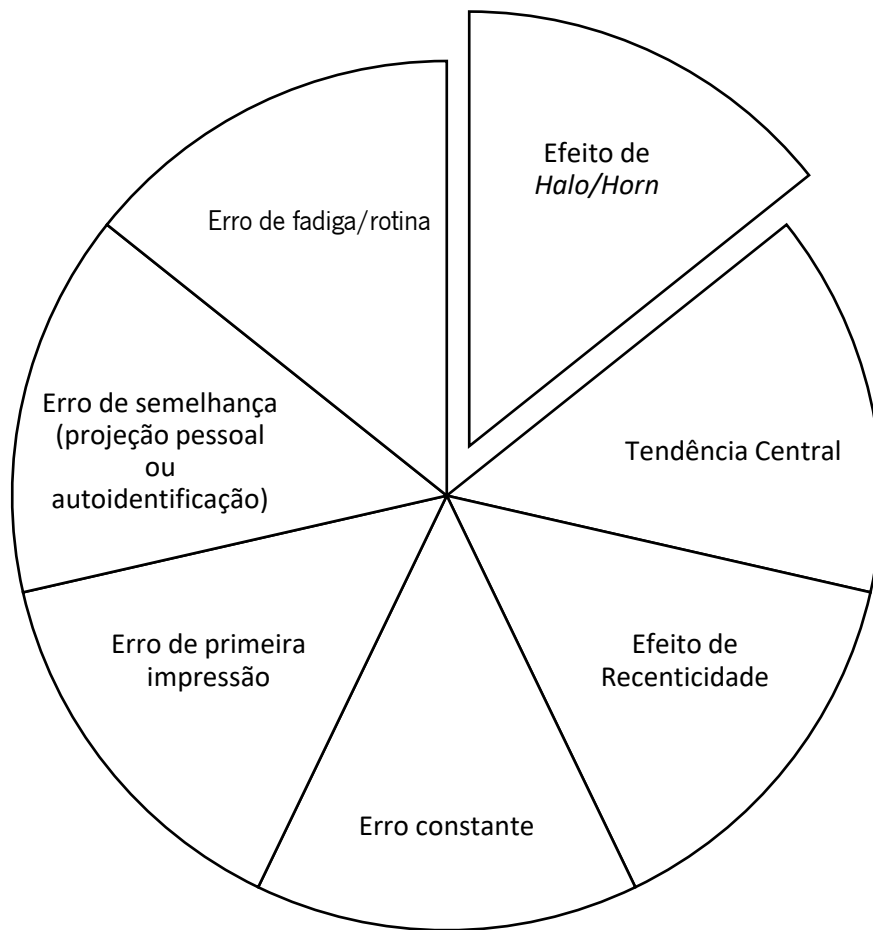 Efeito de
Halo/Horn
Tendência Central
Efeito de
Recenticidade
Erro constante
Erro de primeira
impressão
Erro de semelhança
(projeção pessoal
ou
autoidentificação)
Erro de fadiga/rotina